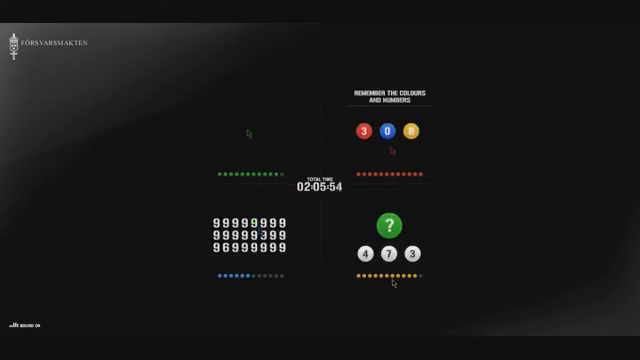 FÖRSVARSMAKTEN
REMEMBER THE COLOURS
AND NUMBERS
3 0 6
TOTAL TIME
02:05:54
99999999
99999399
96999999
?
4 7 3
SOUND ON